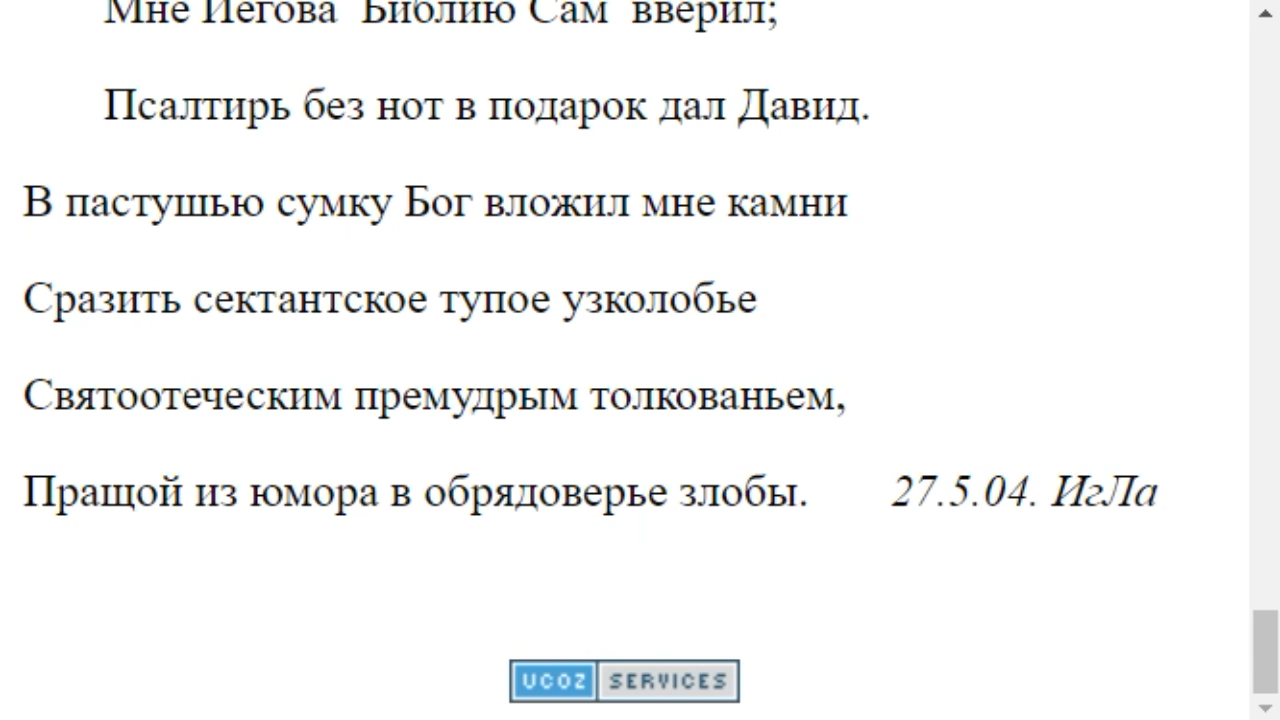 Мне Иегова Библию Сам вверил;
Псалтирь без нот в подарок дал Давид.
В пастушью сумку Бог вложил мне камни
Сразить сектантское тупое узколобье
Святоотеческим премудрым толкованьем,
Пращой из юмора в обрядоверье злобы. 27.5.04. ИгЛа
UCOZ SERVICES